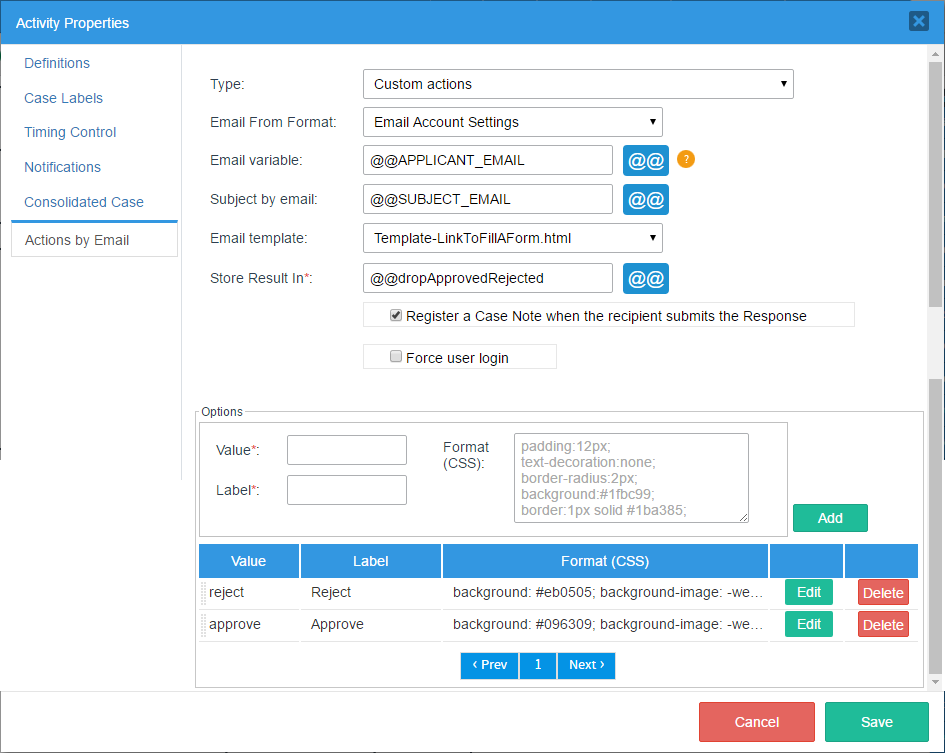 Activity Properties
Definitions
Case Labels
Timing Control
Notifications
Consolidated Case
Actions by Email
Type: Custom actions
Email From Format: Email Account Settings
Email variable: @@APPLICANT_EMAIL @@ ?
Subject by email: @@SUBJECT_EMAIL @@
Email template: Template-LinkToFillAForm.html
Store Result In*: @@dropApprovedRejected @@
Register a Case Note when the recipient submits the Response
Force user login
Options
Value*:
Label*:
Format
(CSS):
padding:12px;
text-decoration:none;
border-radius:2px;
background:#1fbc99;
border:1px solid #1ba385;
Add
Value Label Format (CSS)
reject Reject background: #eb0505; background-image: -we... Edit Delete
approve Approve background: #096309; background-image: -we... Edit Delete
‹ Prev 1 Next ›
Cancel Save